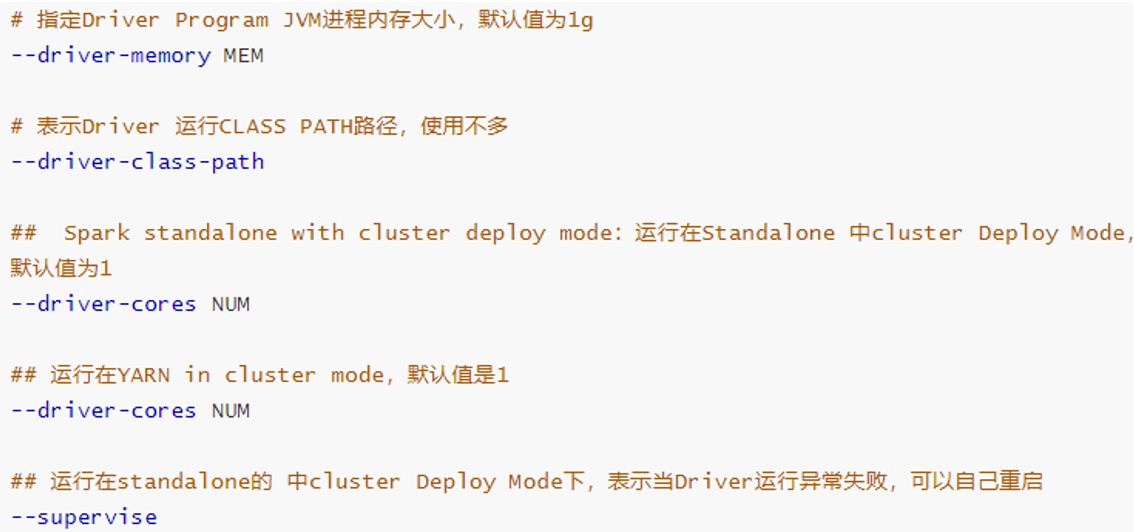 # 指定Driver Program JVM进程内存大小，默认值为1g
--driver-memory MEM
# 表示Driver 运行CLASS PATH路径，使用不多
--driver-class-path
##  Spark standalone with cluster deploy mode：运行在Standalone 中cluster Deploy Mode，
默认值为1
--driver-cores NUM
## 运行在YARN in cluster mode，默认值是1
--driver-cores NUM
## 运行在standalone的 中cluster Deploy Mode下，表示当Driver运行异常失败，可以自己重启
--supervise